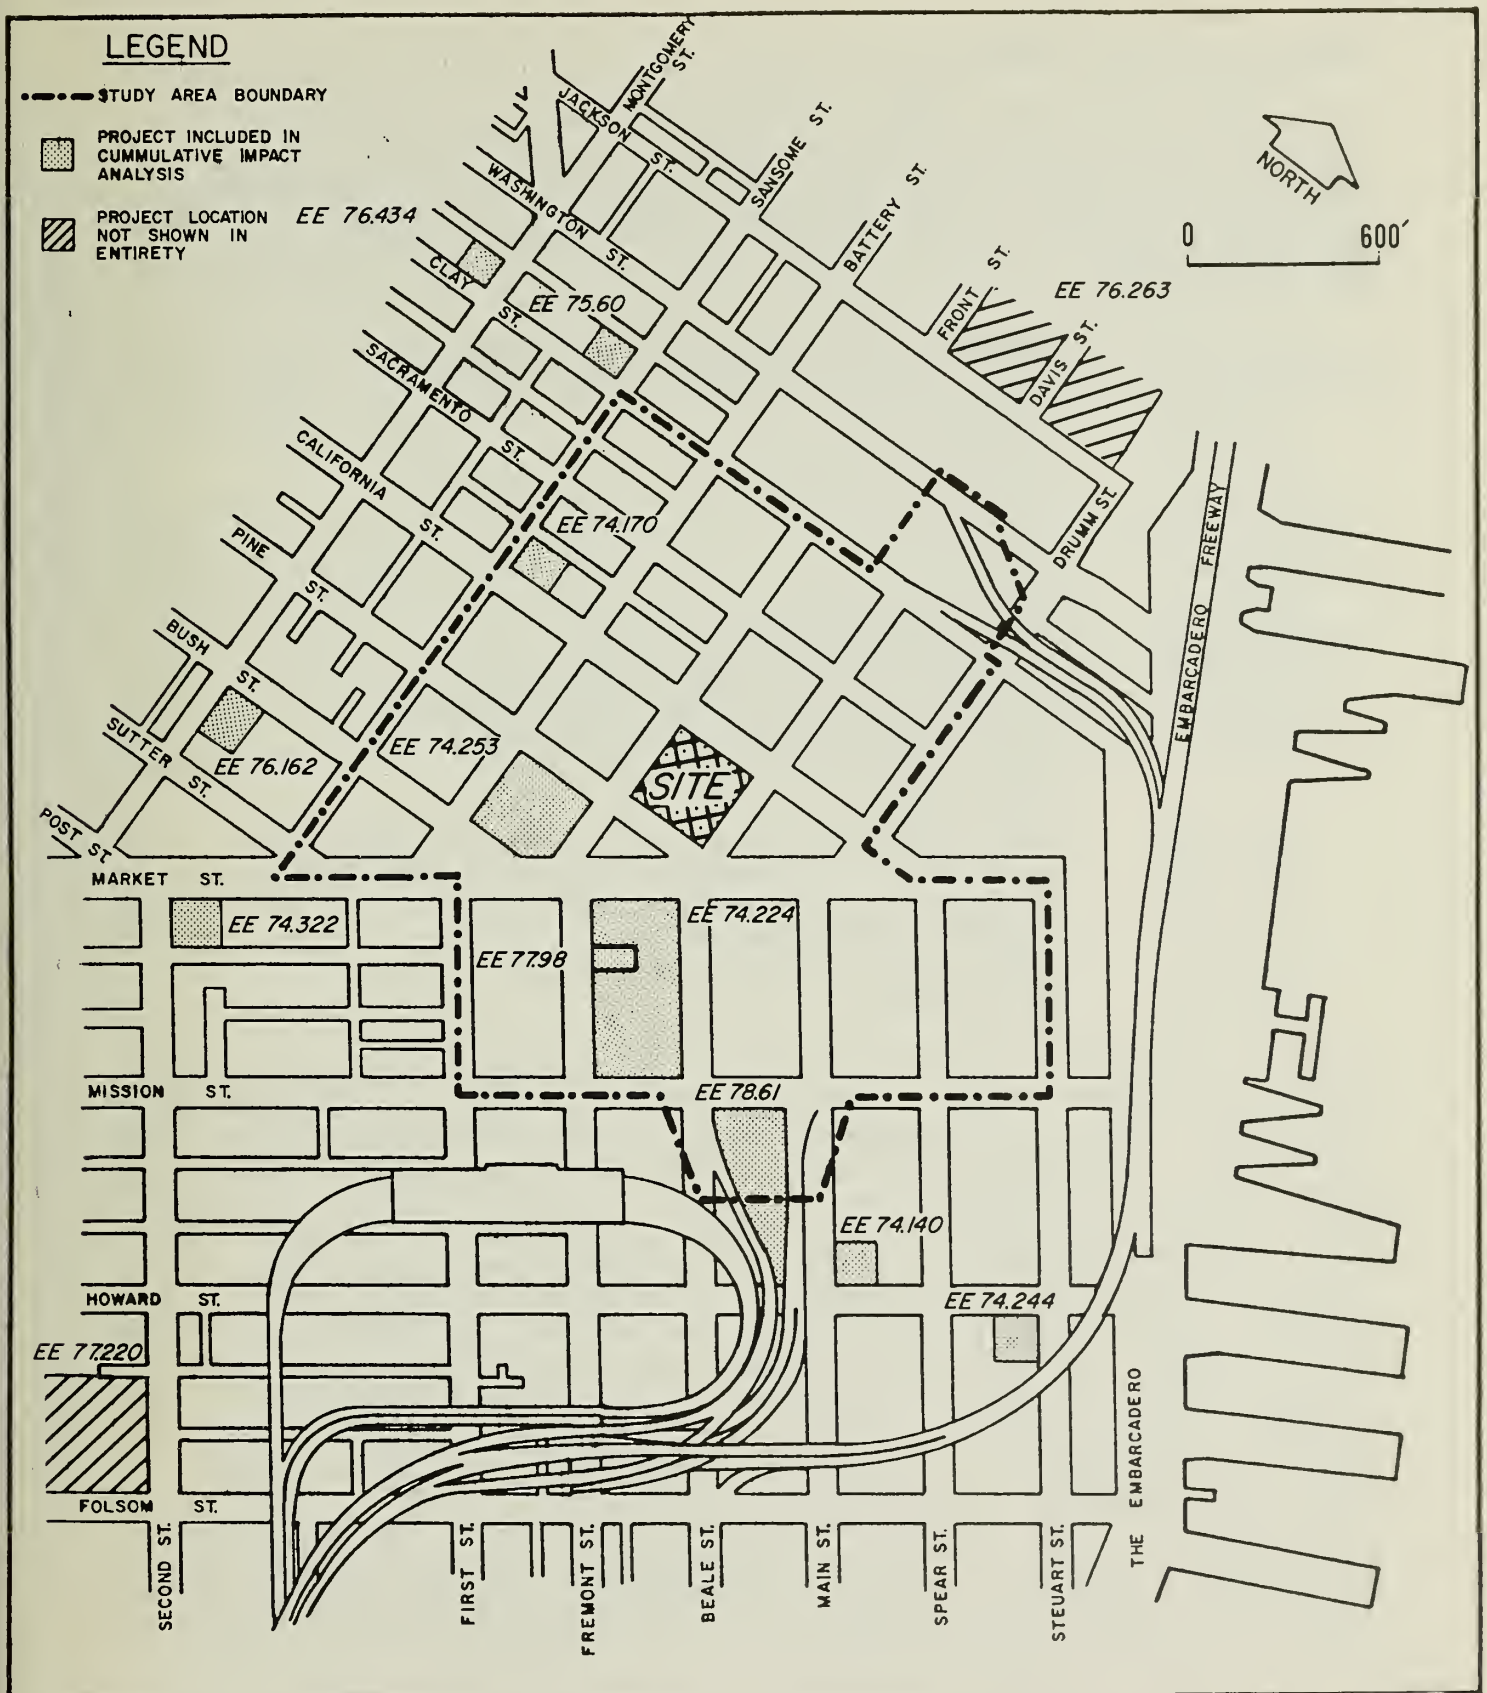 LEGEND
STUDY AREA BOUNDARY
PROJECT INCLUDED IN
CUMMULATIVE IMPACT
ANALYSIS
PROJECT LOCATION
NOT SHOWN IN
ENTIRETY
EE 76.434
MONTGOMERY
ST.
JACKSON ST.
SANSOME ST.
WASHINGTON ST.
BATTERY ST.
NORTH
0 600'
CLAY ST.
EE 75.60
FRONT ST.
EE 76.263
DAVIS ST.
SACRAMENTO ST.
CALIFORNIA ST.
EE 74.170
DRUMM ST.
EMBARCADERO FREEWAY
PINE ST.
BUSH ST.
SUTTER ST.
EE 76.162
EE 74.253
SITE
POST ST.
MARKET ST.
EE 74.322
EE 74.224
EE 77.98
MISSION ST.
EE 78.61
EE 74.140
HOWARD ST.
EE 74.244
EE 77.220
FOLSOM ST.
SECOND ST.
FIRST ST.
FREMONT ST.
BEALE ST.
MAIN ST.
SPEAR ST.
STEUART ST.
THE EMBARCADERO